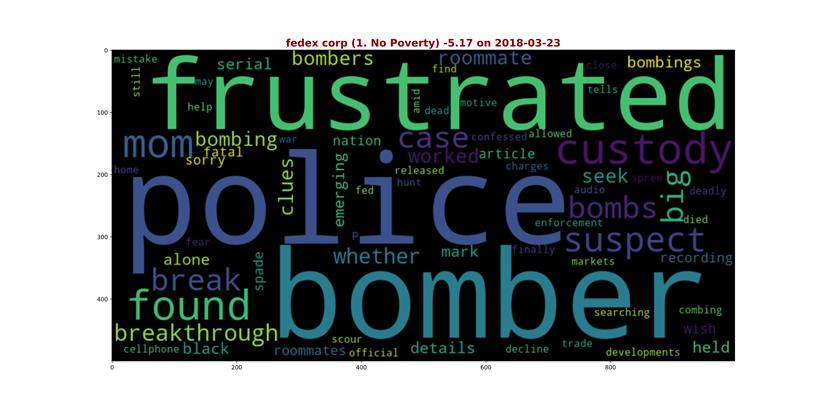 fedex corp (1. No Poverty) -5.17 on 2018-03-23
0
100
200
300
400
0
200
400
600
800
mistake
serial
bombers
roommate
close
bombings
still
may
help
find
amid
dead
motive
tells
frustrated
mom
bombing
war
fatal
sorry
nation
case
confessed
allowed
worked
article
custody
home
clues
emerging
released
charges
seek
spree
big
deadly
fed
hunt
audio
police
bombs
died
enforcement
fear
p
suspect
finally
alone
spade
whether
mark
markets
recording
break
found
bomber
searching
combing
breakthrough
wish
scour
cellphone
black
roommates
official
details
decline
trade
developments
held